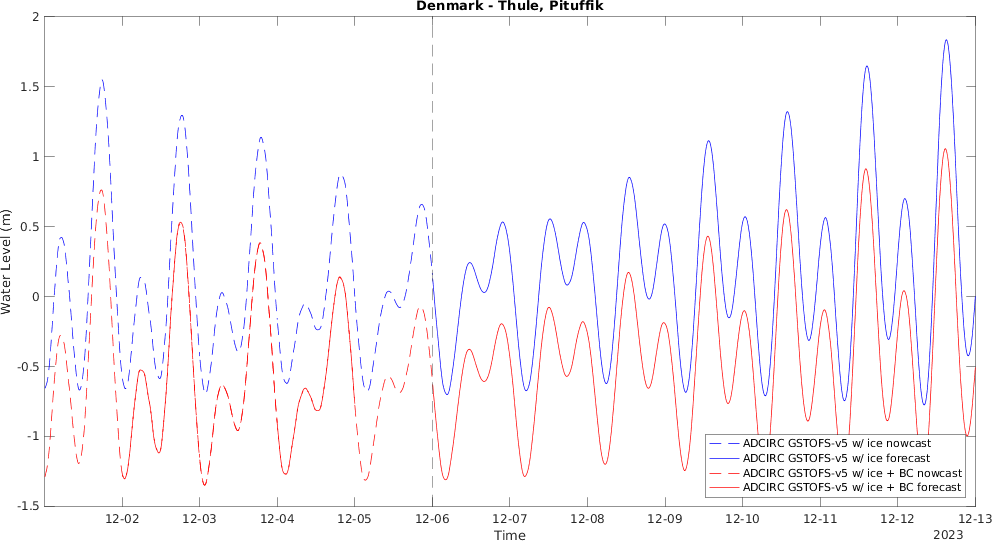 Denmark - Thule, Pituffik
2
1.5
1
0.5
0
-0.5
-1
-1.5
Water Level (m)
12-02 12-03 12-04 12-05 12-06 12-07 12-08 12-09 12-10 12-11 12-12 12-13
Time
2023
ADCIRC GSTOFS-v5 w/ ice nowcast
ADCIRC GSTOFS-v5 w/ ice forecast
ADCIRC GSTOFS-v5 w/ ice + BC nowcast
ADCIRC GSTOFS-v5 w/ ice + BC forecast